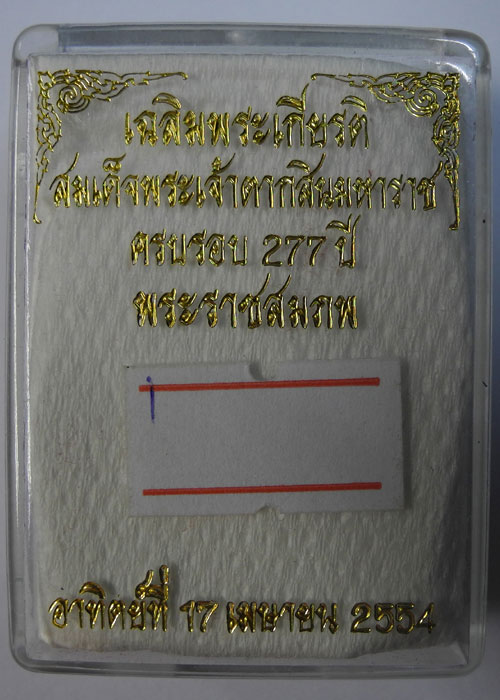 เฉลิมพระเกียรติ
สมเด็จพระเจ้าตากสินมหาราช
ครบรอบ 277 ปี
พระราชสมภพ
อาทิตย์ที่ 17 เมษายน 2554